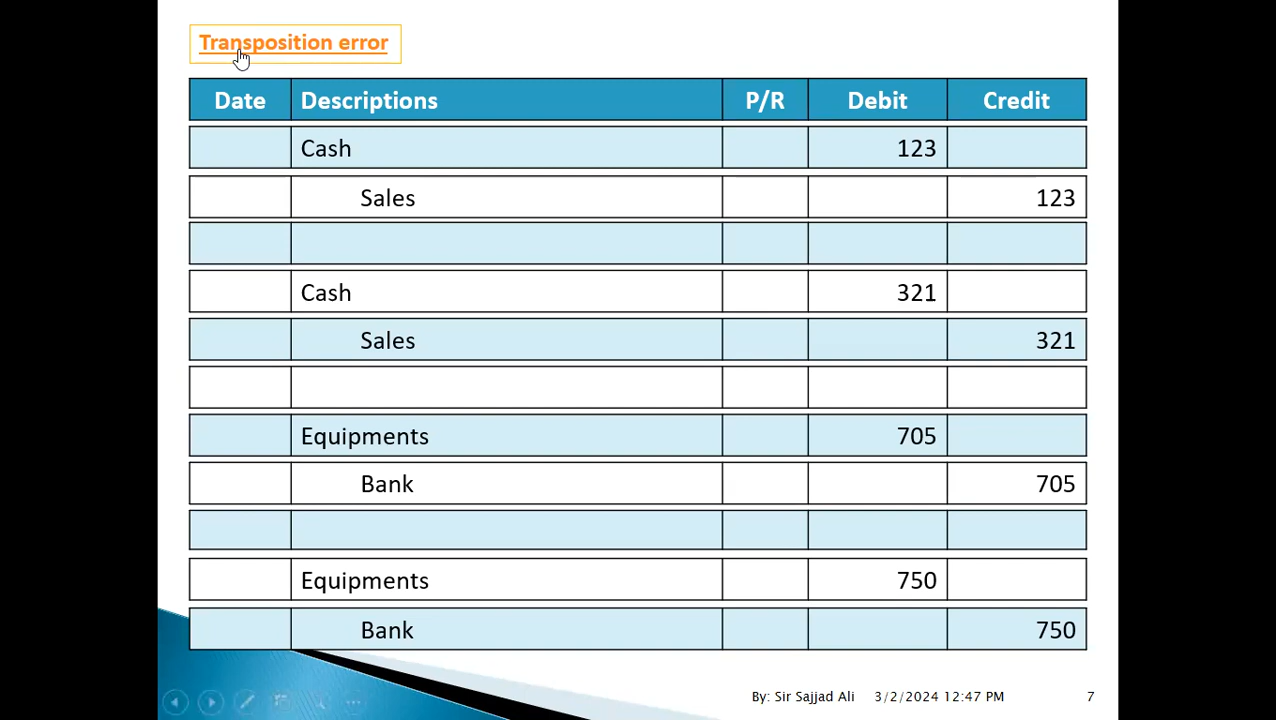 Transposition error
Date Descriptions P/R Debit Credit
Cash 123
Sales 123
Cash 321
Sales 321
Equipments 705
Bank 705
Equipments 750
Bank 750
By: Sir Sajjad Ali 3/2/2024 12:47 PM 7